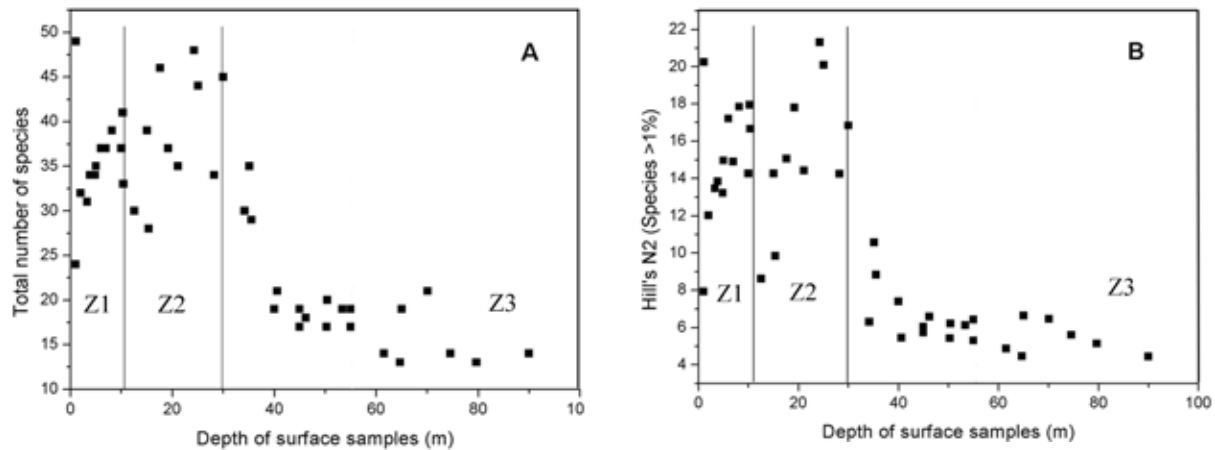 50
45
40
35
30
25
20
15
10
Total number of species
A
Z1
Z2
Z3
0 20 40 60 80 10
Depth of surface samples (m)
22
20
18
16
14
12
10
8
6
4
Hill's N2 (Species >1%)
B
Z1
Z2
Z3
0 20 40 60 80 100
Depth of surface samples (m)